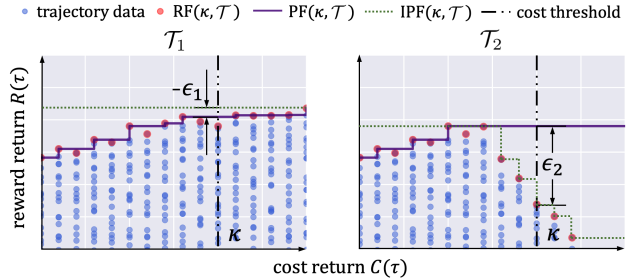 trajectory data RF(κ, 𝒯) PF(κ, 𝒯) IPF(κ, 𝒯) cost threshold
𝒯₁ 𝒯₂
reward return R(τ)
-ϵ₁
ϵ₂
κ κ
cost return C(τ)